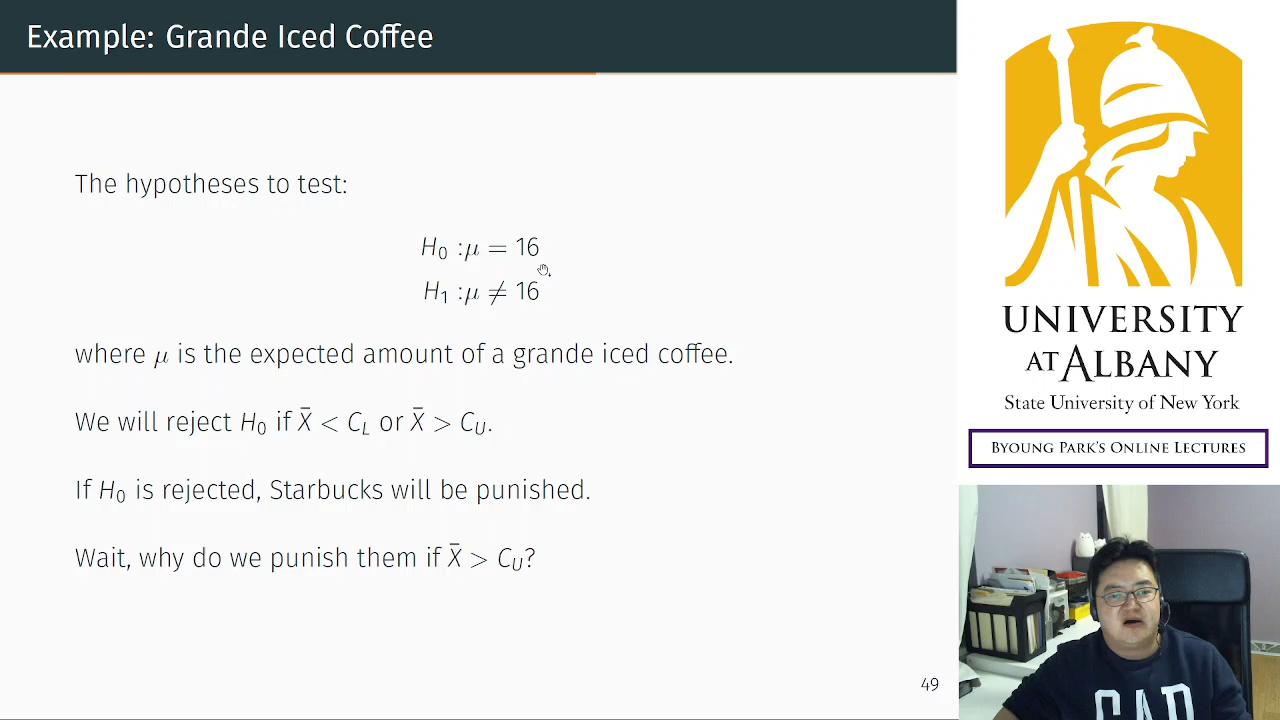 Example: Grande Iced Coffee
The hypotheses to test:
H₀ :μ = 16
H₁ :μ ≠ 16
where μ is the expected amount of a grande iced coffee.
We will reject H₀ if X̄ < C_L or X̄ > C_U.
If H₀ is rejected, Starbucks will be punished.
Wait, why do we punish them if X̄ > C_U?
49
UNIVERSITY
AT ALBANY
State University of New York
BYOUNG PARK'S ONLINE LECTURES
GAP